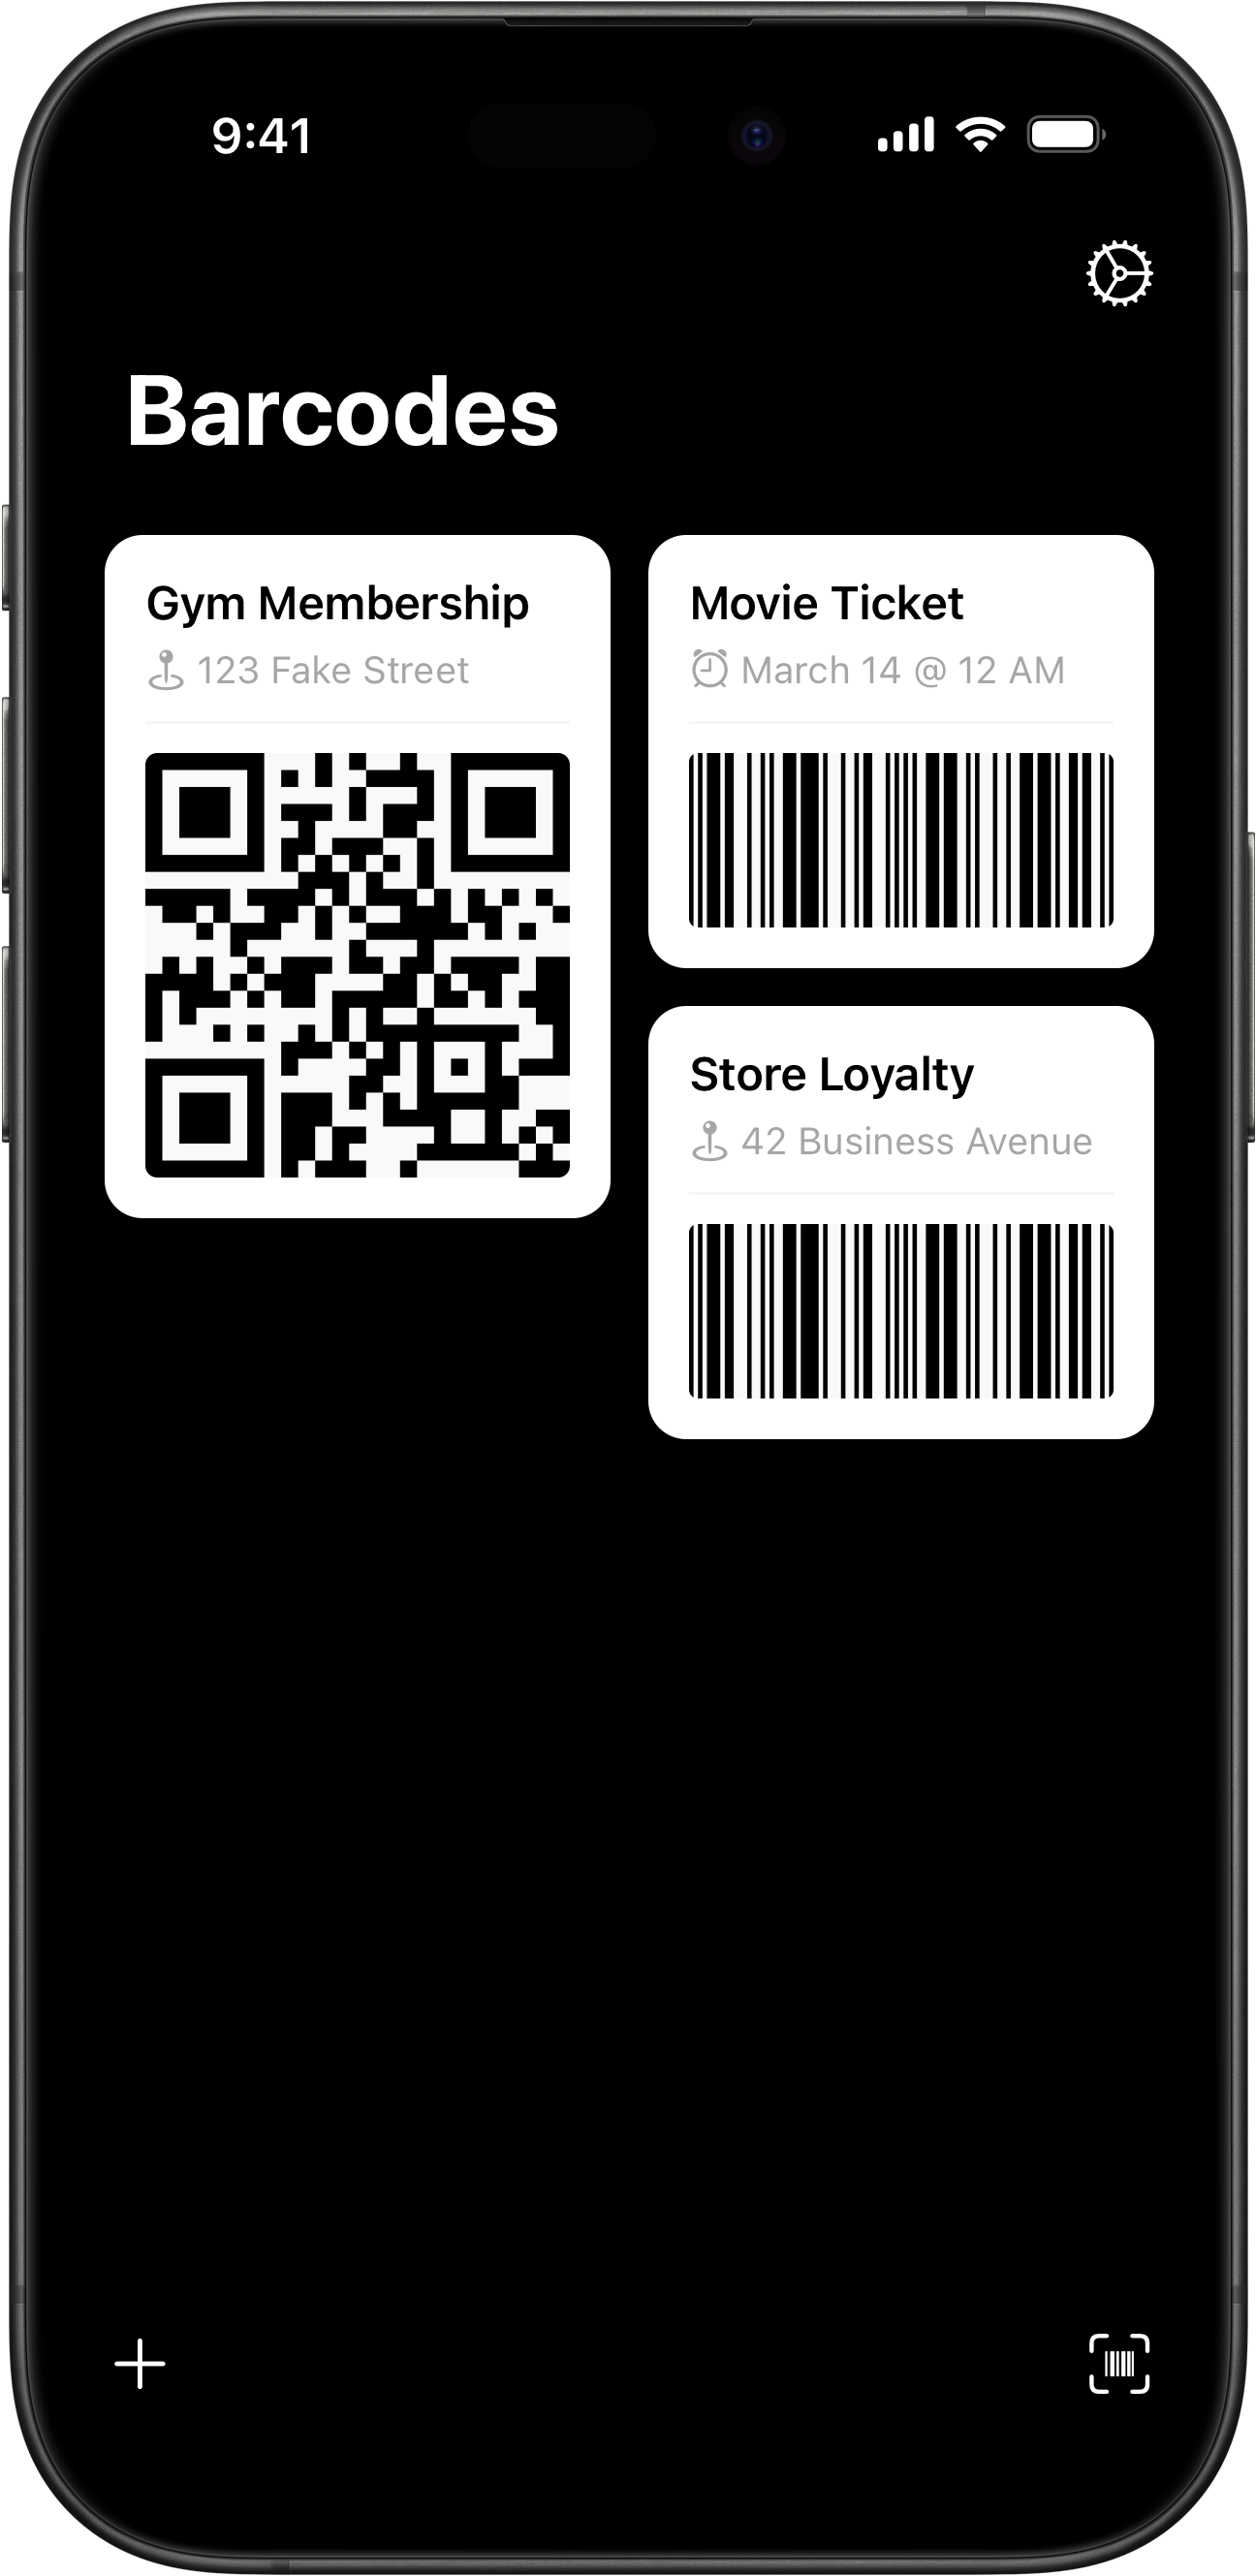 9:41
Barcodes
Gym Membership
123 Fake Street
Movie Ticket
March 14 @ 12 AM
Store Loyalty
42 Business Avenue